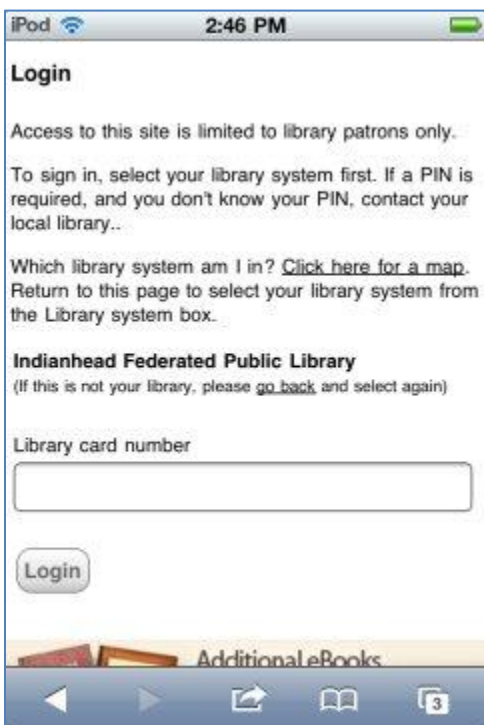 iPod 2:46 PM
Login
Access to this site is limited to library patrons only.
To sign in, select your library system first. If a PIN is
required, and you don't know your PIN, contact your
local library..
Which library system am I in? Click here for a map.
Return to this page to select your library system from
the Library system box.
Indianhead Federated Public Library
(If this is not your library, please go back and select again)
Library card number
Login
Additional eBooks
3